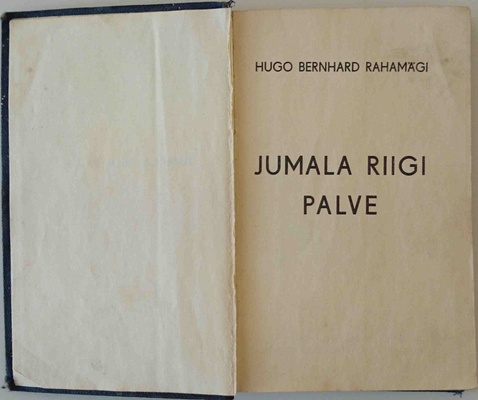 HUGO BERNHARD RAHAMÄGI
JUMALA RIIGI
PALVE